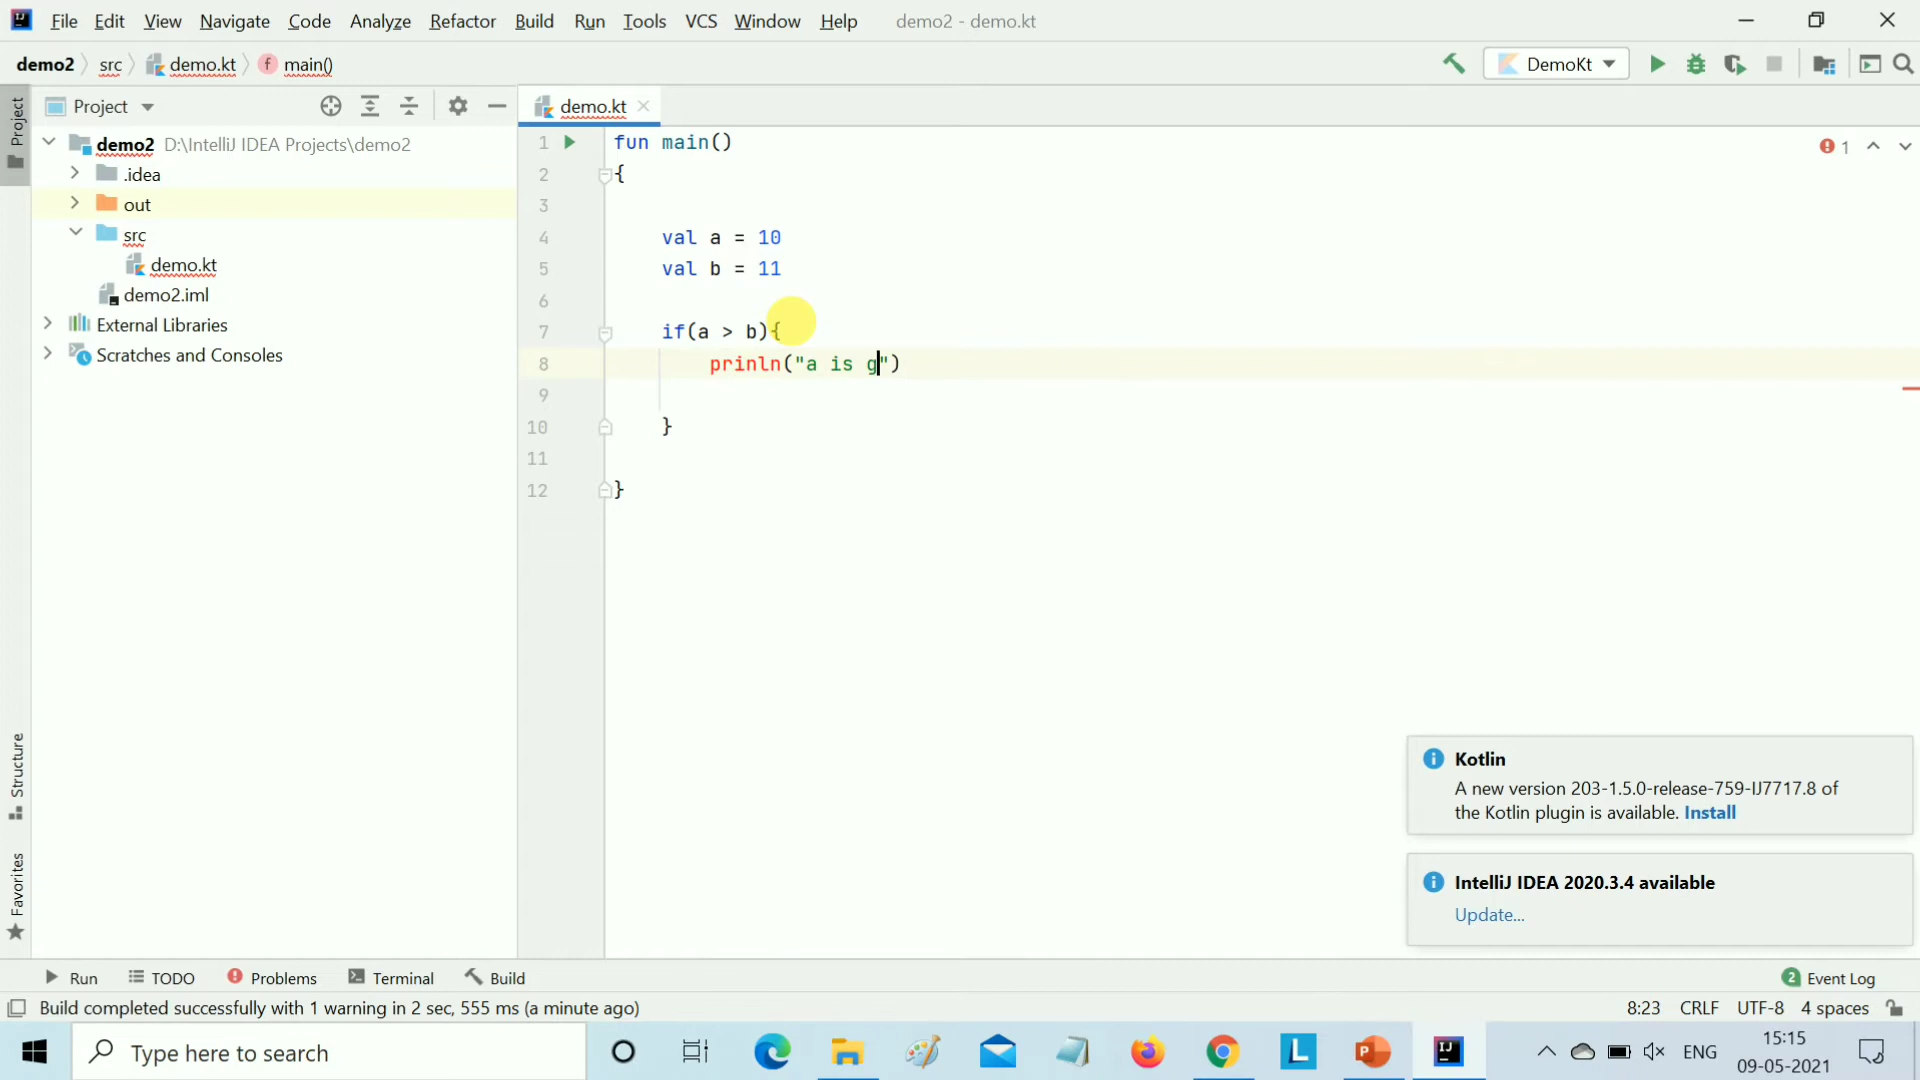 File Edit View Navigate Code Analyze Refactor Build Run Tools VCS Window Help demo2 - demo.kt
demo2 src demo.kt main() DemoKt
Project
Project
demo.kt
demo2 D:\IntelliJ IDEA Projects\demo2
.idea
out
src
demo.kt
demo2.iml
External Libraries
Scratches and Consoles
Structure
Favorites
1 fun main()
2 {
3
4 val a = 10
5 val b = 11
6
7 if(a > b){
8 prinln("a is g")
9
10 }
11
12 }
1
Kotlin
A new version 203-1.5.0-release-759-IJ7717.8 of
the Kotlin plugin is available. Install
IntelliJ IDEA 2020.3.4 available
Update...
Run TODO Problems Terminal Build 2 Event Log
Build completed successfully with 1 warning in 2 sec, 555 ms (a minute ago) 8:23 CRLF UTF-8 4 spaces
Type here to search
ENG
15:15
09-05-2021